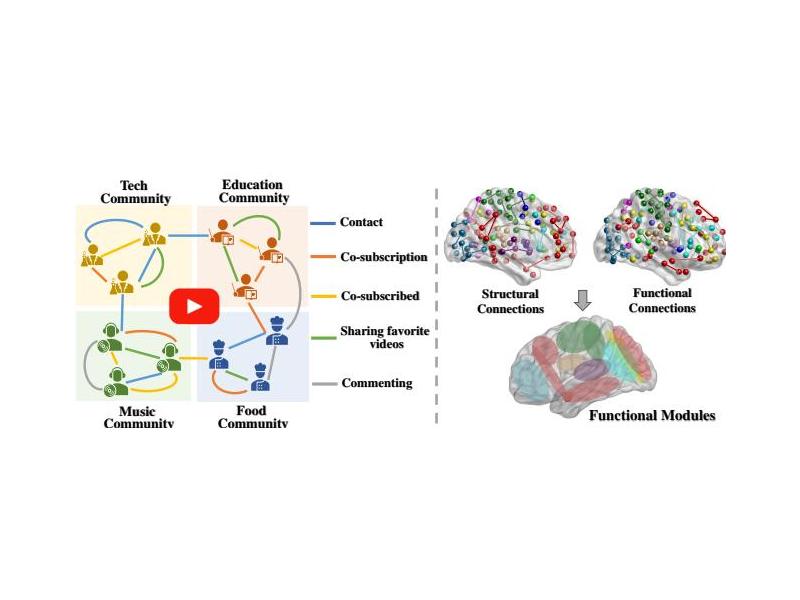 Tech
Community
Education
Community
Contact
Co-subscription
Co-subscribed
Sharing favorite
videos
Commenting
Music
Community
Food
Community
Structural
Connections
Functional
Connections
Functional Modules